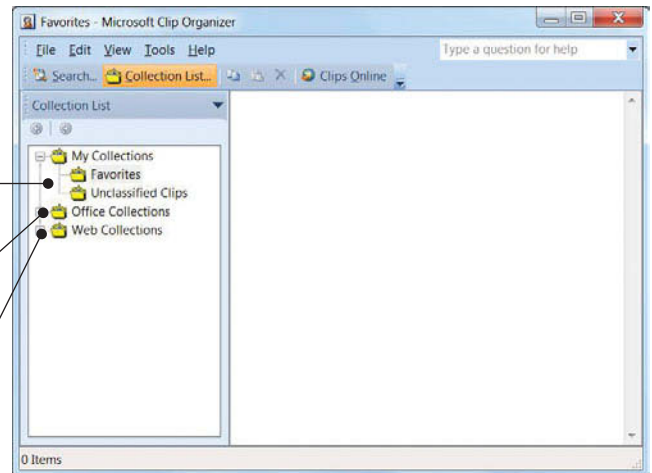 Favorites - Microsoft Clip Organizer
File Edit View Tools Help
Type a question for help
Search... Collection List... Clips Online
Collection List
My Collections
Favorites
Unclassified Clips
Office Collections
Web Collections
0 Items